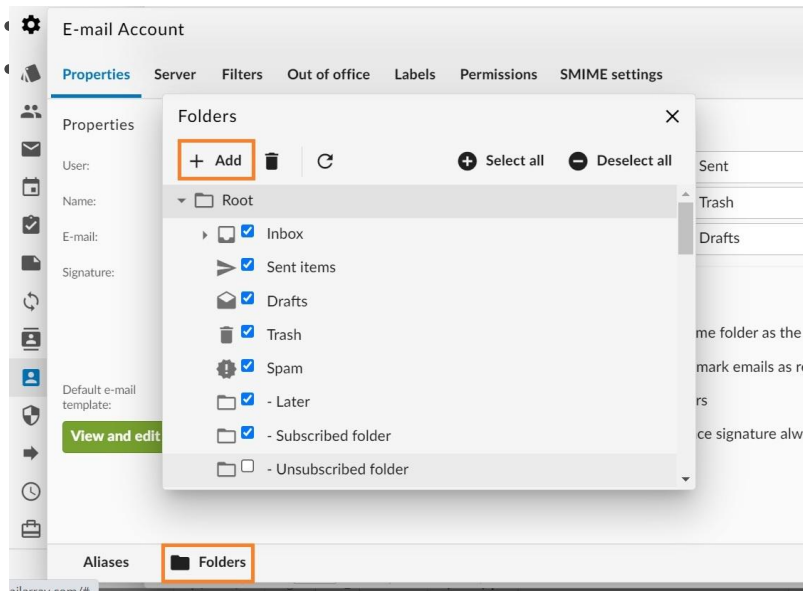 E-mail Account
Properties Server Filters Out of office Labels Permissions SMIME settings
Properties
Folders
+ Add Select all Deselect all
User:
Sent
Name:
Root
Trash
E-mail:
Inbox
Drafts
Signature:
Sent items
Drafts
Trash
me folder as the
Spam
mark emails as
Default e-mail
template:
- Later
rs
View and edit
- Subscribed folder
ce signature alw
- Unsubscribed folder
Aliases Folders